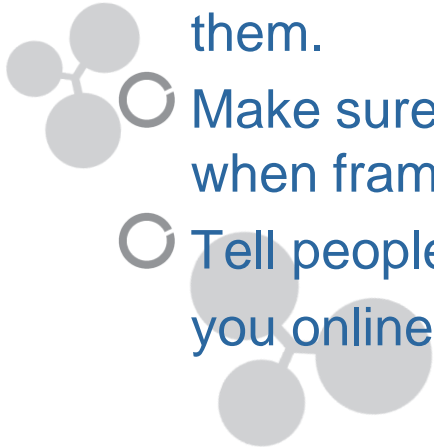 them.
Make sure
when fram
Tell people
you online